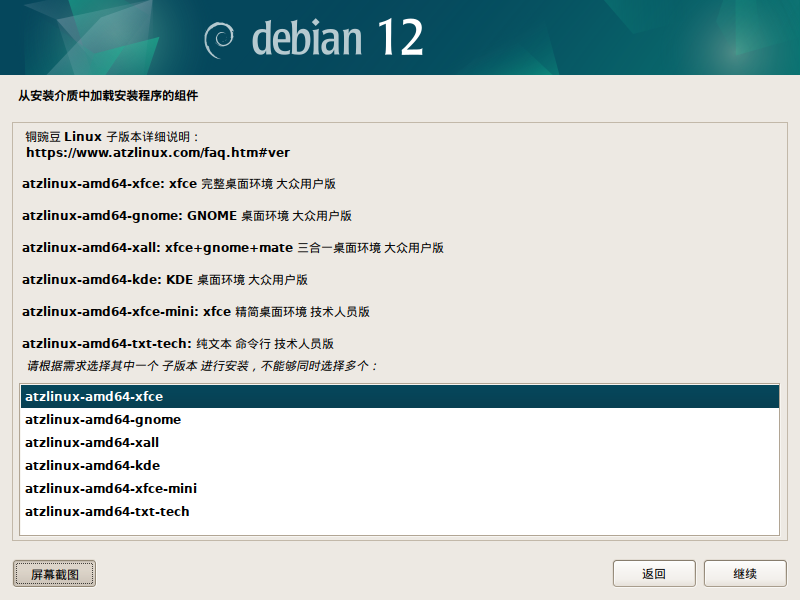 debian 12
从安装介质中加载安装程序的组件
铜豌豆 Linux 子版本详细说明：
https://www.atzlinux.com/faq.htm#ver
atzlinux-amd64-xfce: xfce 完整桌面环境 大众用户版
atzlinux-amd64-gnome: GNOME 桌面环境 大众用户版
atzlinux-amd64-xall: xfce+gnome+mate 三合一桌面环境 大众用户版
atzlinux-amd64-kde: KDE 桌面环境 大众用户版
atzlinux-amd64-xfce-mini: xfce 精简桌面环境 技术人员版
atzlinux-amd64-txt-tech: 纯文本 命令行 技术人员版
请根据需求选择其中一个 子版本 进行安装，不能够同时选择多个：
atzlinux-amd64-xfce
atzlinux-amd64-gnome
atzlinux-amd64-xall
atzlinux-amd64-kde
atzlinux-amd64-xfce-mini
atzlinux-amd64-txt-tech
屏幕截图
返回
继续